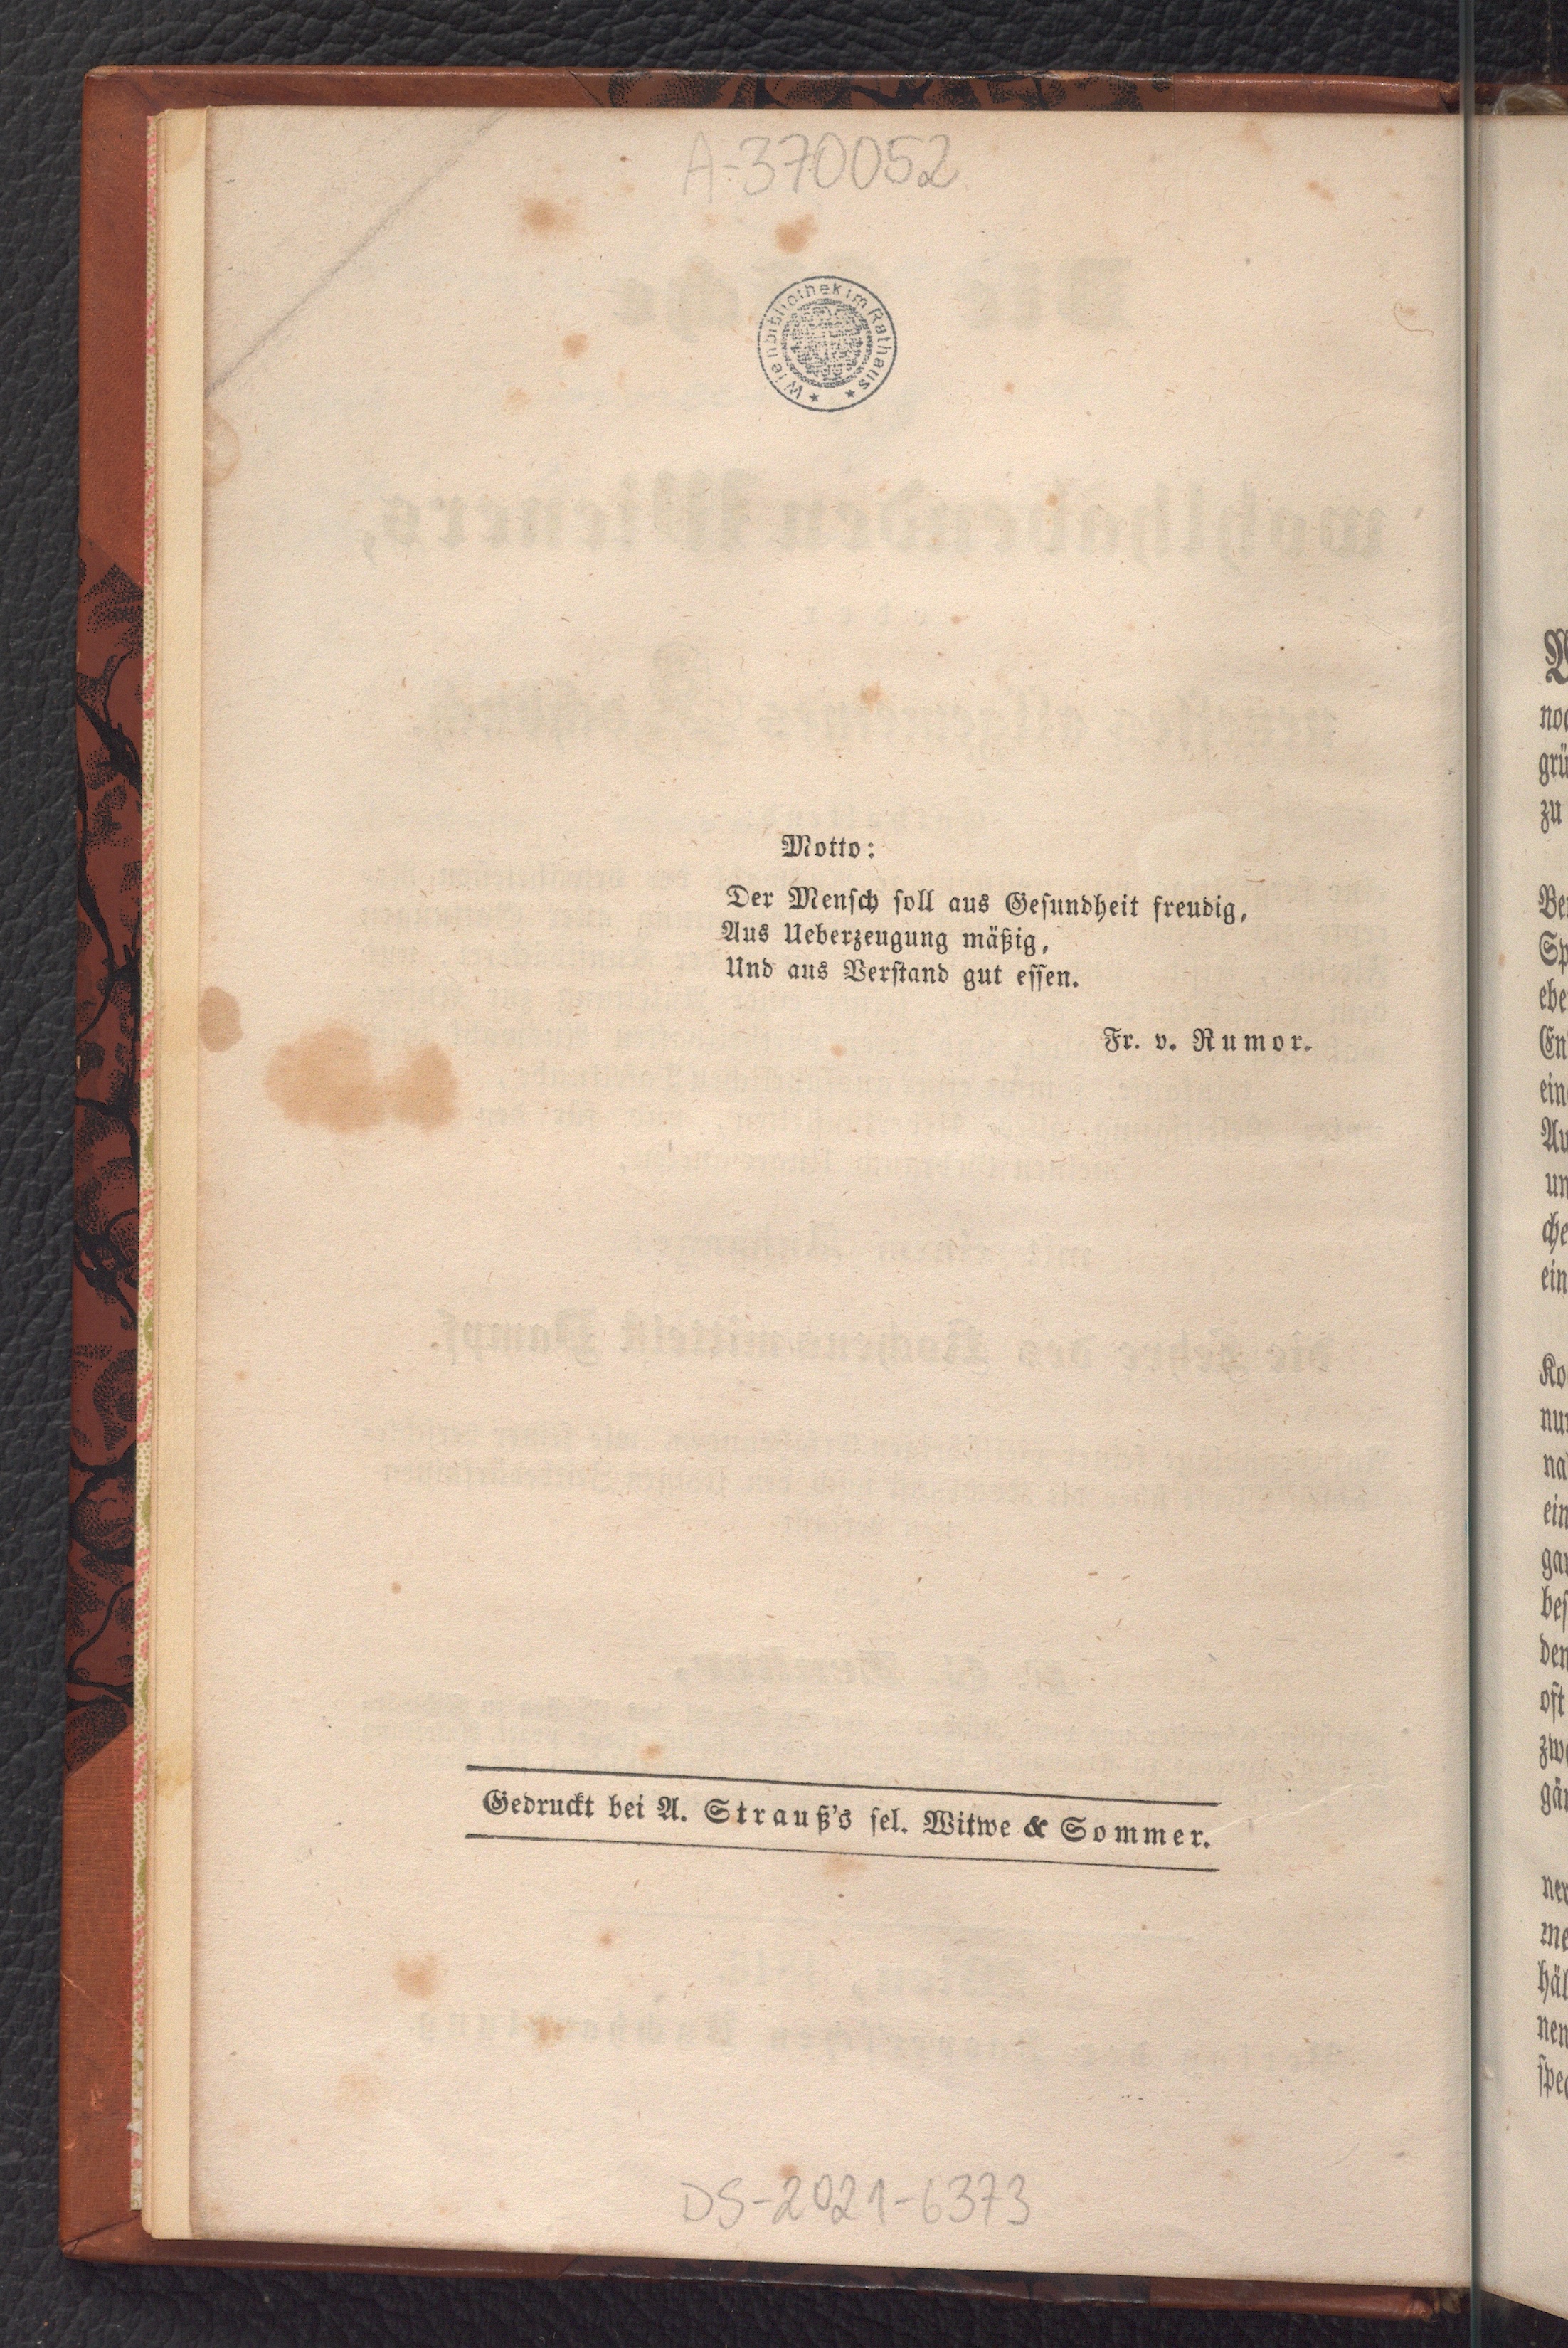 A-370052
Wienbibliothek im Rathaus
Motto:
Der Menſch ſoll aus Geſundheit freudig,
Aus Ueberzeugung mäßig,
Und aus Verſtand gut eſſen.
Fr. v. Rumor.
Gedruckt bei A. Strauß's ſel. Witwe & Sommer.
DS-2021-6373